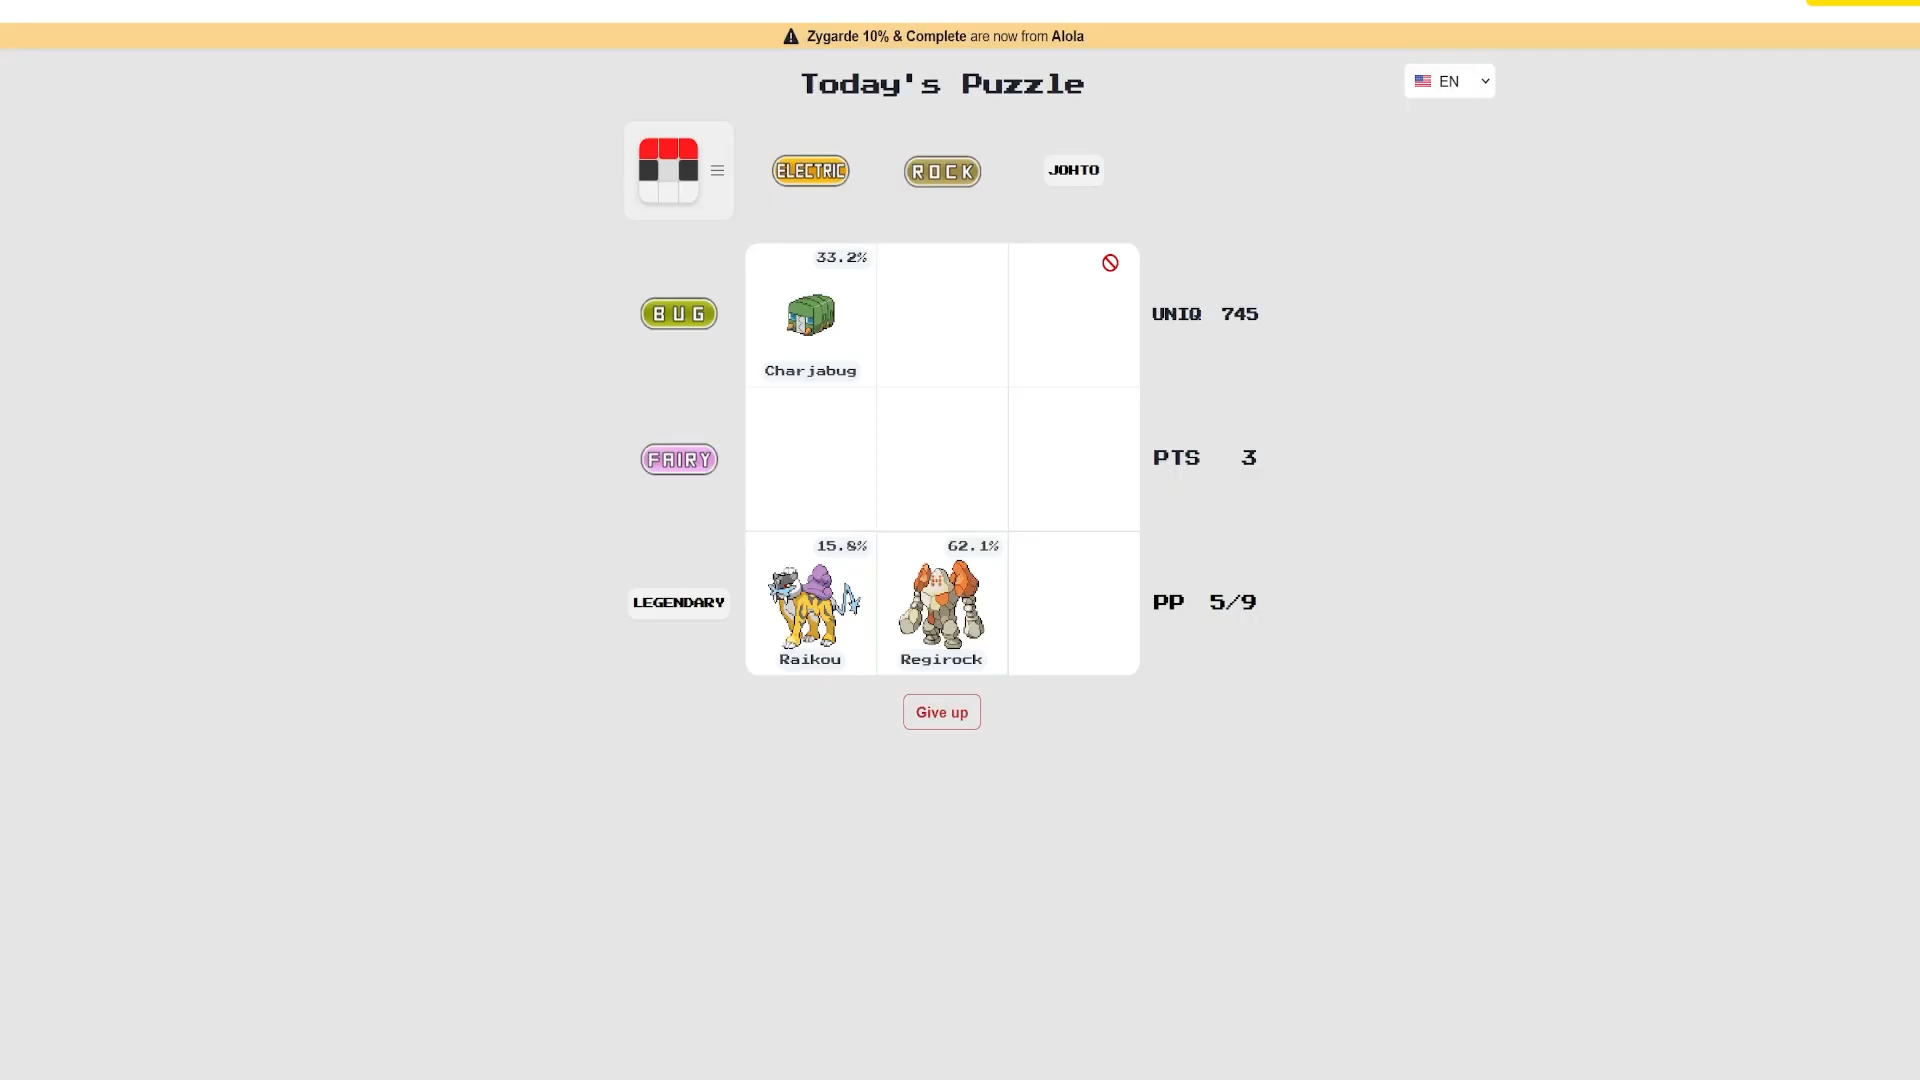 Zygarde 10% & Complete are now from Alola
Today's Puzzle
EN
ELECTRIC
ROCK
JOHTO
33.2%
BUG
UNIQ 745
Charjabug
FAIRY
PTS 3
15.8%
62.1%
LEGENDARY
PP 5/9
Raikou
Regirock
Give up